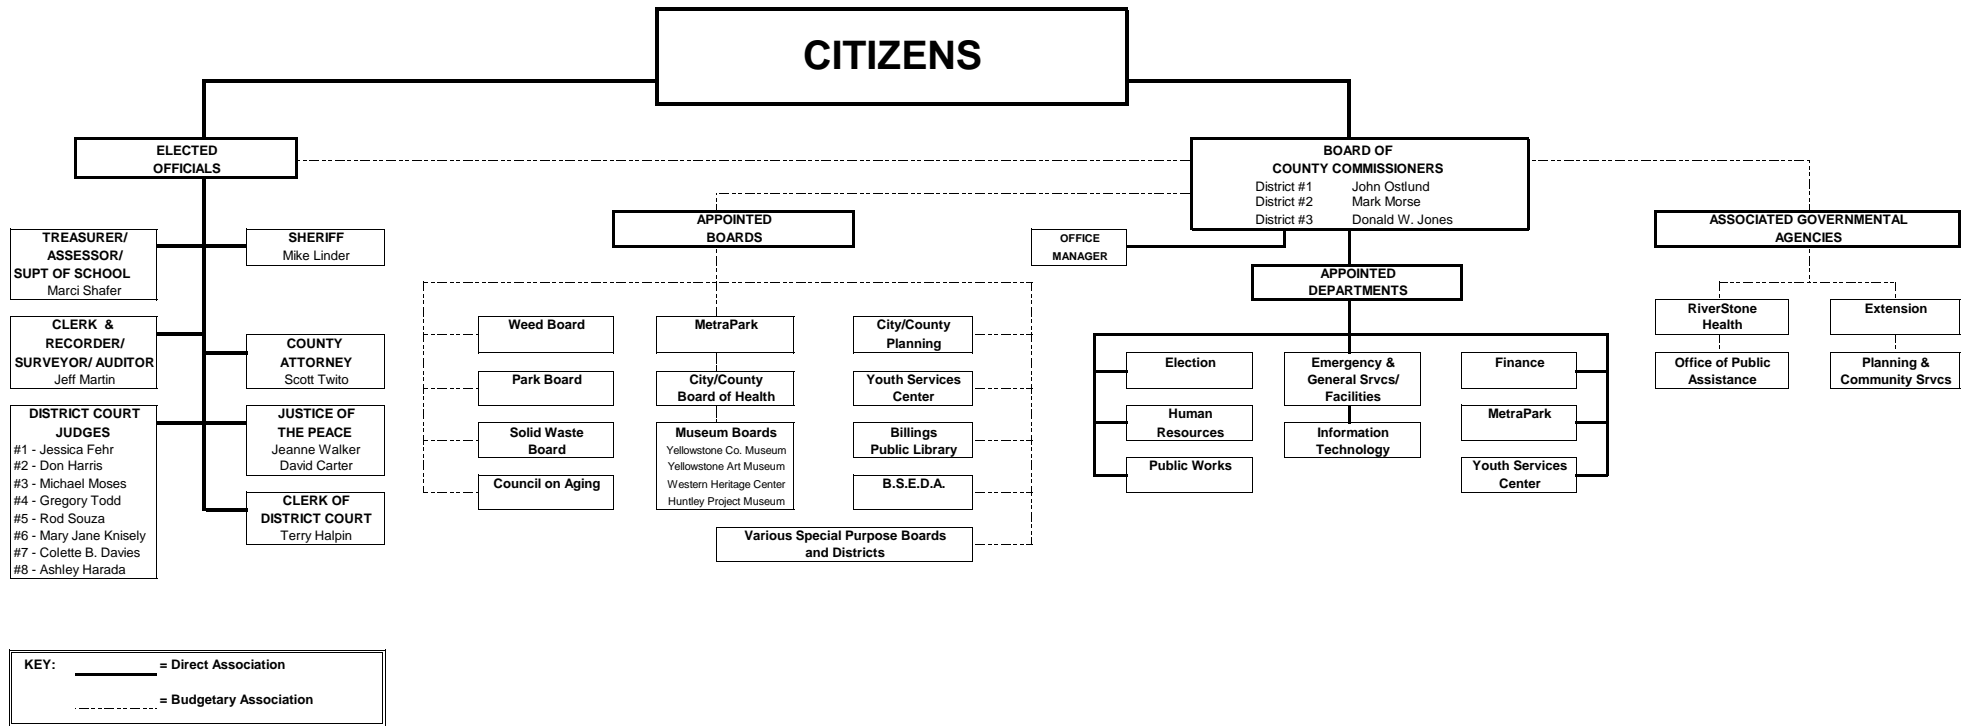 CITIZENS
ELECTED
OFFICIALS
BOARD OF
COUNTY COMMISSIONERS
District #1 John Ostlund
District #2 Mark Morse
District #3 Donald W. Jones
APPOINTED
BOARDS
OFFICE
MANAGER
ASSOCIATED GOVERNMENTAL
AGENCIES
TREASURER/
ASSESSOR/
SUPT OF SCHOOL
Marci Shafer
SHERIFF
Mike Linder
APPOINTED
DEPARTMENTS
CLERK &
RECORDER/
SURVEYOR/ AUDITOR
Jeff Martin
COUNTY
ATTORNEY
Scott Twito
DISTRICT COURT
JUDGES
#1 - Jessica Fehr
#2 - Don Harris
#3 - Michael Moses
#4 - Gregory Todd
#5 - Rod Souza
#6 - Mary Jane Knisely
#7 - Colette B. Davies
#8 - Ashley Harada
JUSTICE OF
THE PEACE
Jeanne Walker
David Carter
CLERK OF
DISTRICT COURT
Terry Halpin
Weed Board
Park Board
Solid Waste
Board
Council on Aging
MetraPark
City/County
Board of Health
Museum Boards
Yellowstone Co. Museum
Yellowstone Art Museum
Western Heritage Center
Huntley Project Museum
City/County
Planning
Youth Services
Center
Billings
Public Library
B.S.E.D.A.
Various Special Purpose Boards
and Districts
Election
Human
Resources
Public Works
Emergency &
General Srvcs/
Facilities
Information
Technology
Finance
MetraPark
Youth Services
Center
RiverStone
Health
Office of Public
Assistance
Extension
Planning &
Community Srvcs
KEY: = Direct Association
= Budgetary Association